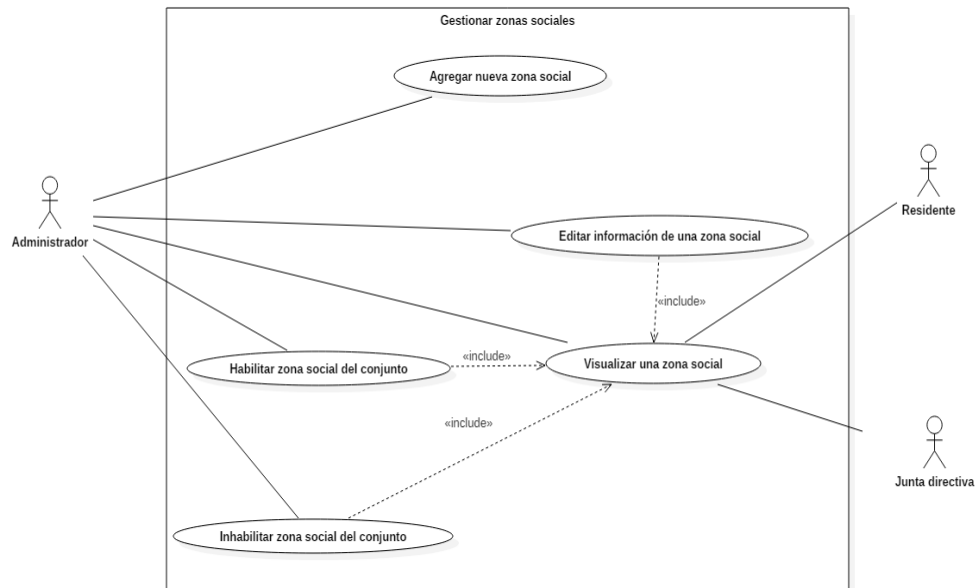 Gestionar zonas sociales
Agregar nueva zona social
Residente
Administrador
Editar información de una zona social
«include»
Habilitar zona social del conjunto
«include»
Visualizar una zona social
«include»
Junta directiva
Inhabilitar zona social del conjunto